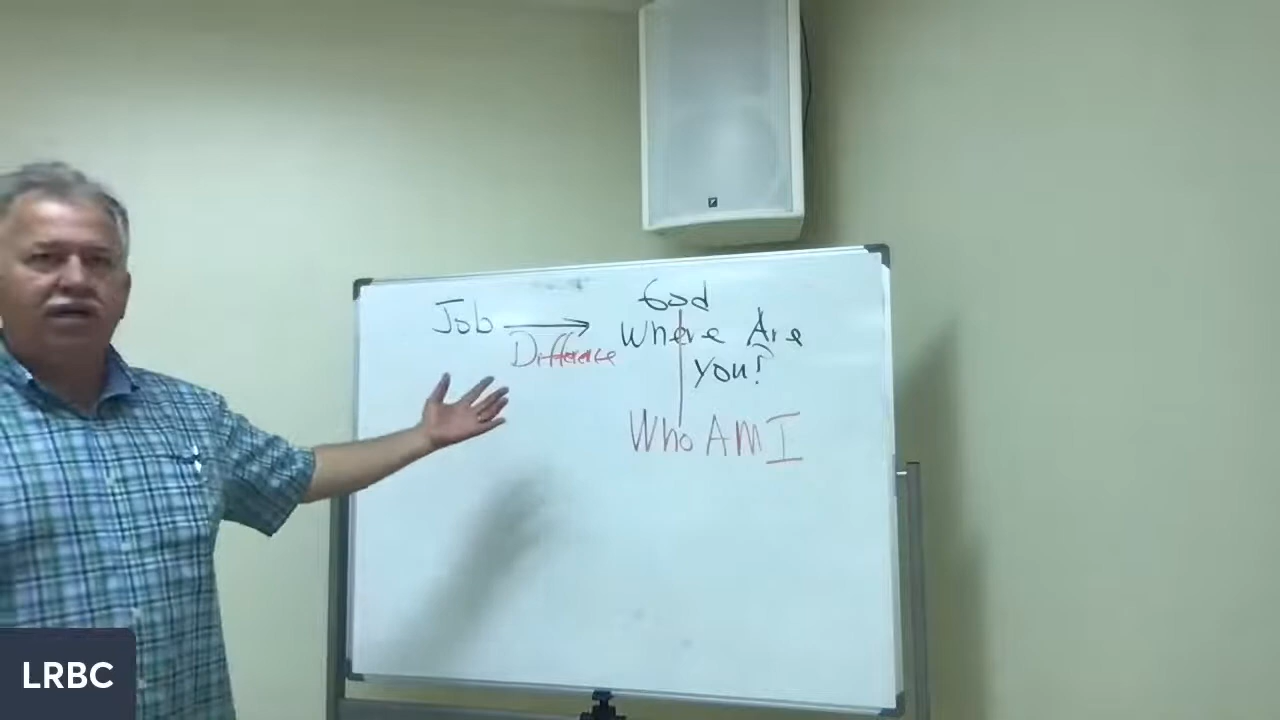 Job
God
Where Are
Difference
You?
Who AM I
LRBC